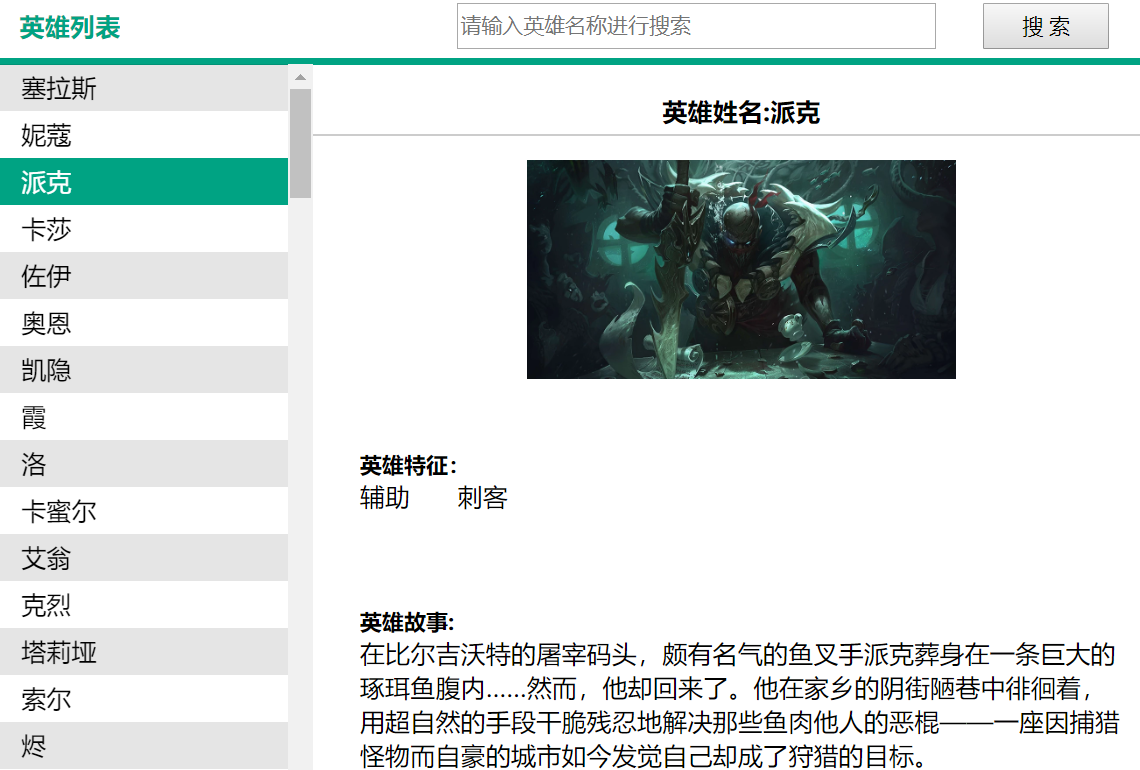 英雄列表
请输入英雄名称进行搜索
搜 索
塞拉斯
妮蔻
派克
卡莎
佐伊
奥恩
凯隐
霞
洛
卡蜜尔
艾翁
克烈
塔莉垭
索尔
烬
英雄姓名:派克
英雄特征:
辅助 刺客
英雄故事:
在比尔吉沃特的屠宰码头，颇有名气的鱼叉手派克葬身在一条巨大的
琢珥鱼腹内……然而，他却回来了。他在家乡的阴街陋巷中徘徊着，
用超自然的手段干脆残忍地解决那些鱼肉他人的恶棍——一座因捕猎
怪物而自豪的城市如今发觉自己却成了狩猎的目标。